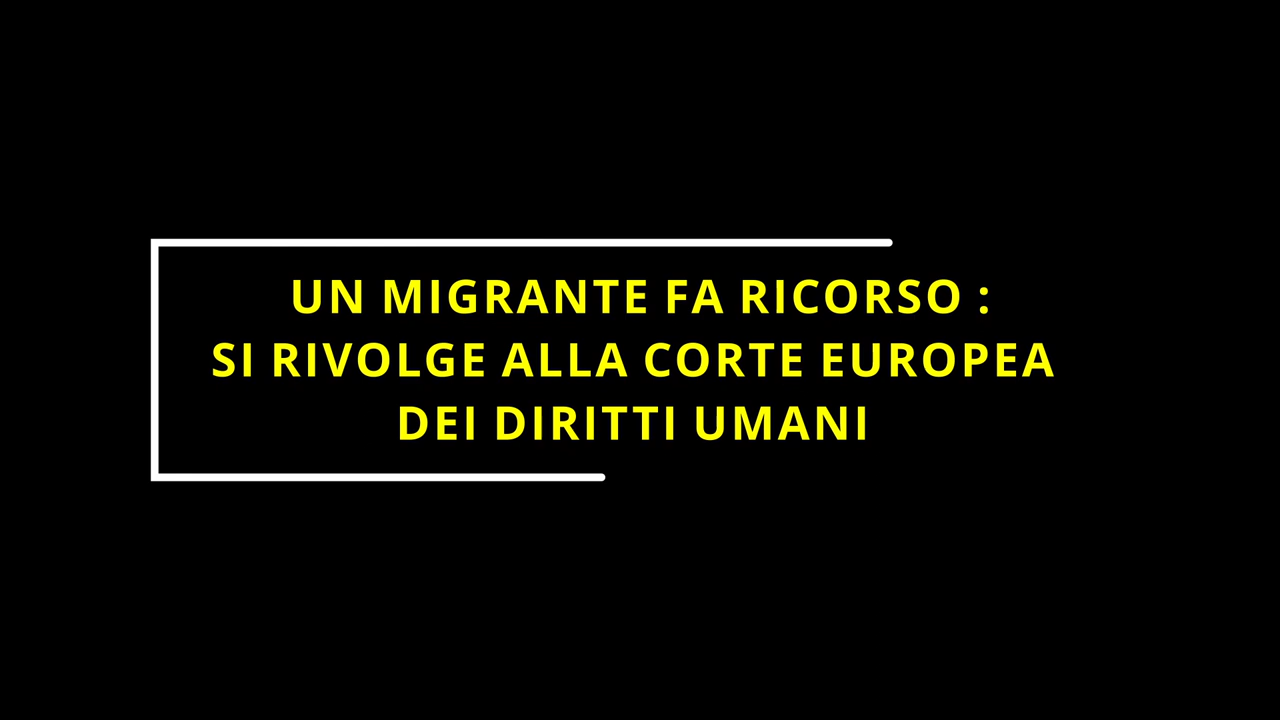 UN MIGRANTE FA RICORSO :
SI RIVOLGE ALLA CORTE EUROPEA
DEI DIRITTI UMANI